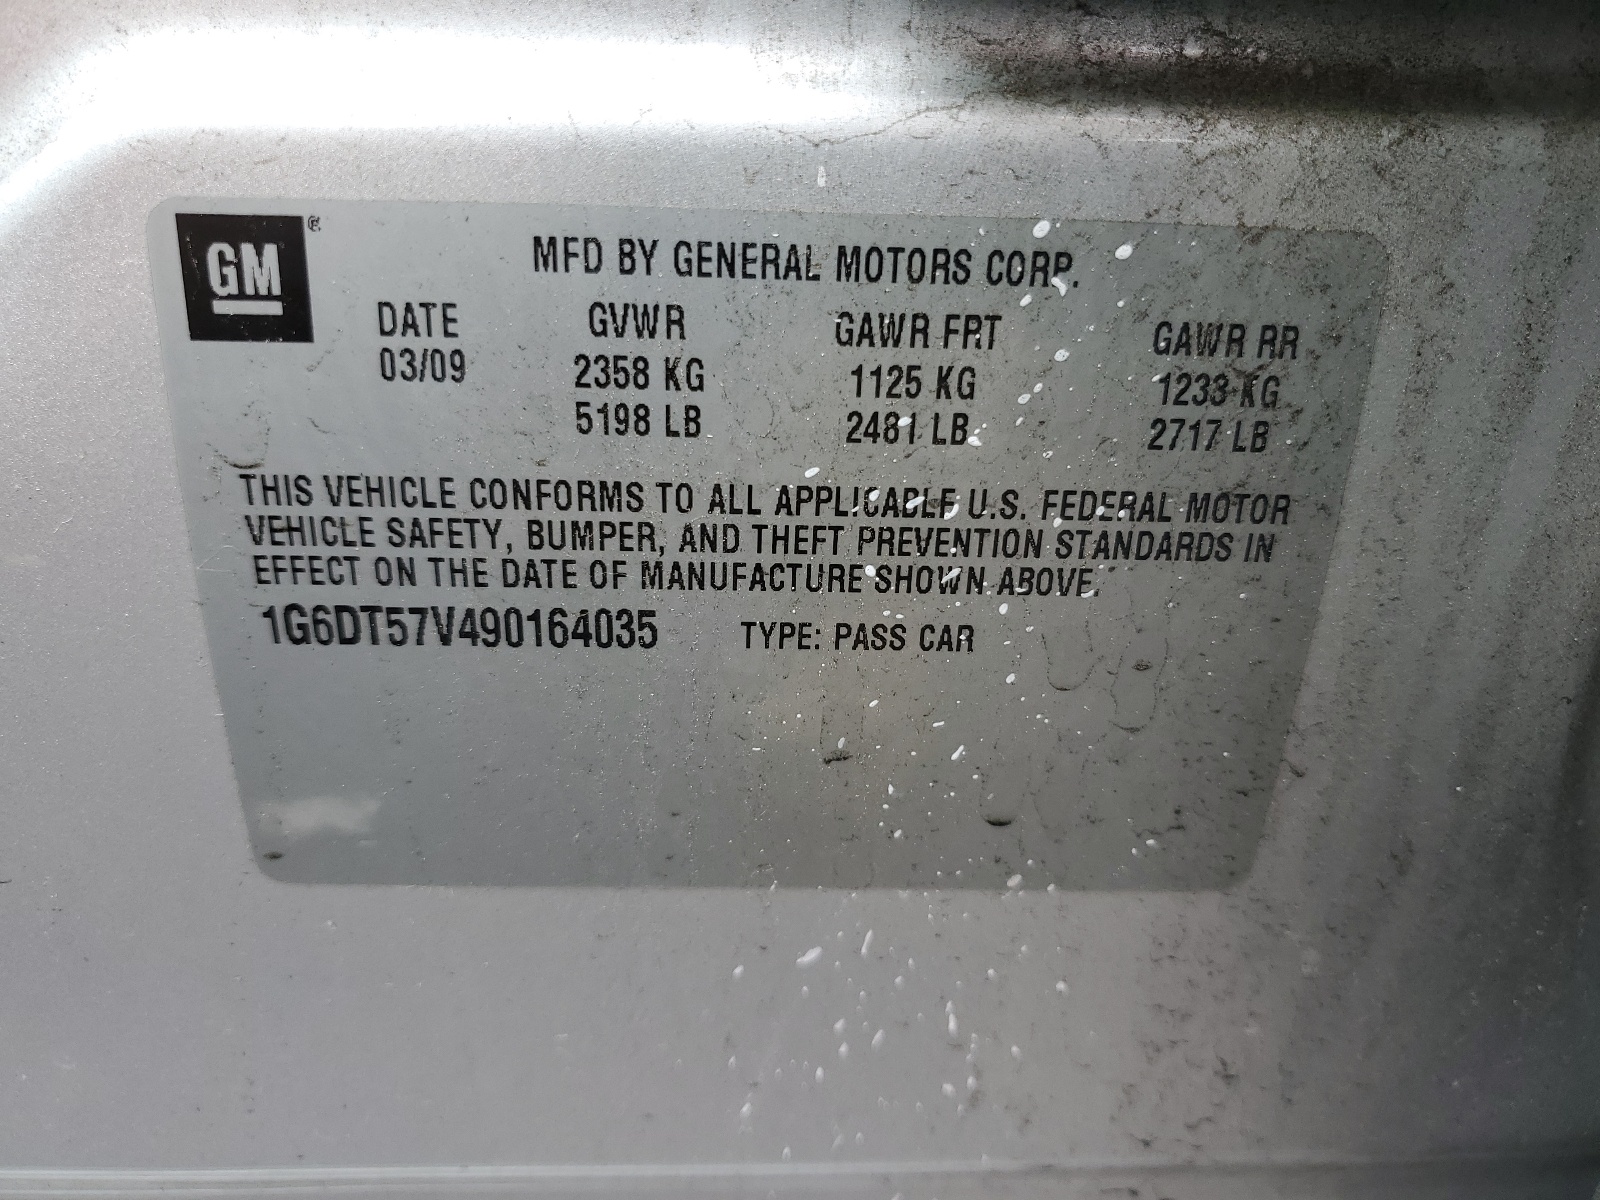 GM ®
MFD BY GENERAL MOTORS CORP.
DATE GVWR GAWR FRT GAWR RR
03/09 2358 KG 1125 KG 1233 KG
5198 LB 2481 LB 2717 LB
THIS VEHICLE CONFORMS TO ALL APPLICABLE U.S. FEDERAL MOTOR
VEHICLE SAFETY, BUMPER, AND THEFT PREVENTION STANDARDS IN
EFFECT ON THE DATE OF MANUFACTURE SHOWN ABOVE.
1G6DT57V490164035 TYPE: PASS CAR